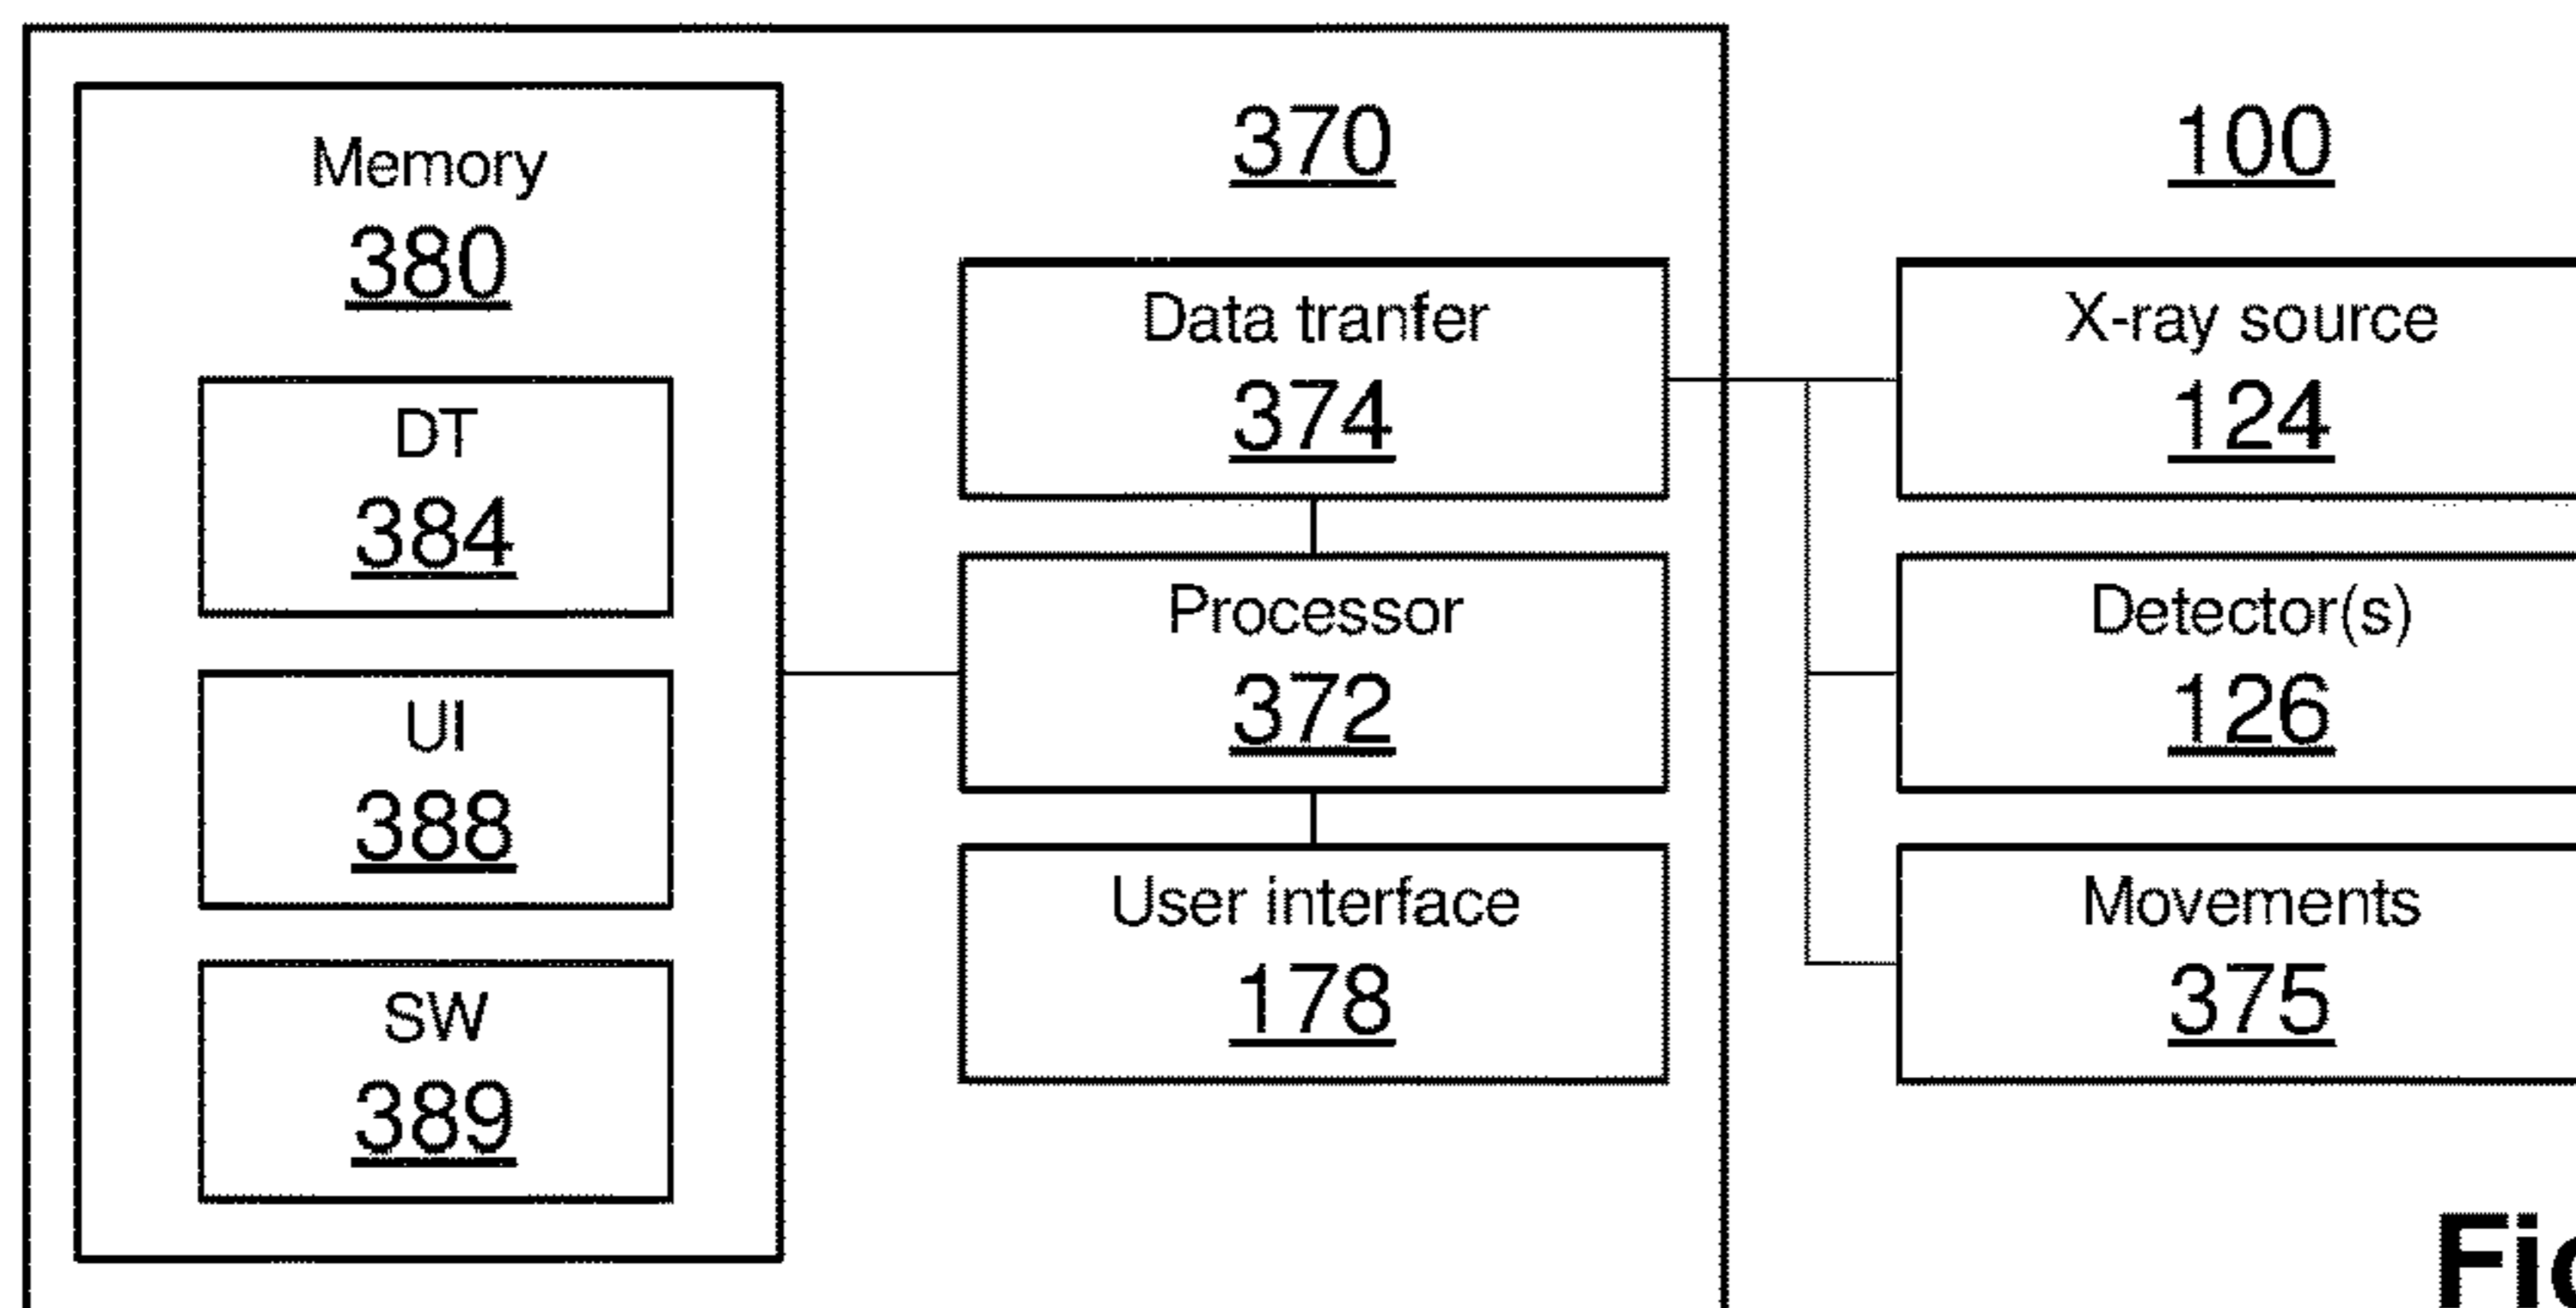 Memory
380
DT
384
UI
388
SW
389
370
Data tranfer
374
Processor
372
User interface
178
100
X-ray source
124
Detector(s)
126
Movements
375